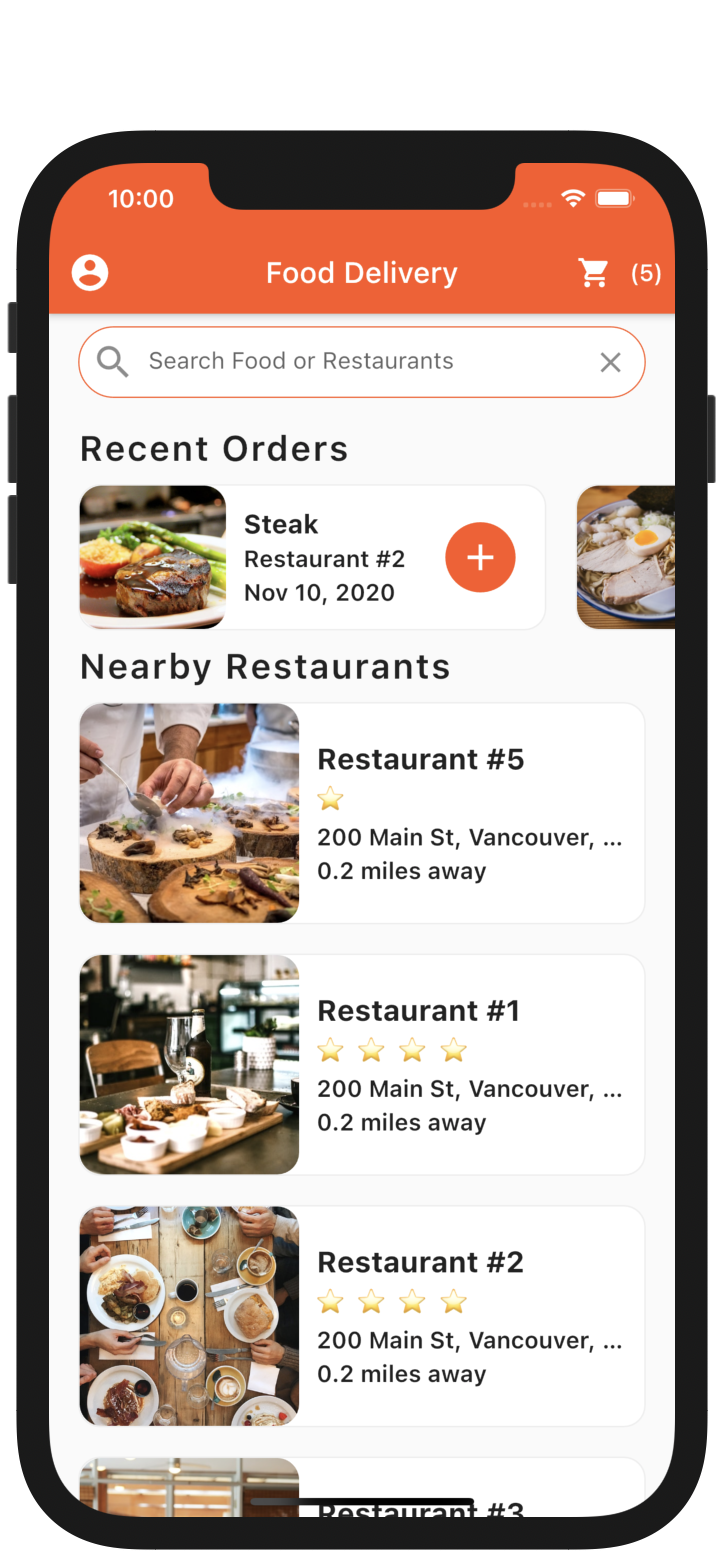 10:00
Food Delivery
(5)
Search Food or Restaurants
Recent Orders
Steak
Restaurant #2
Nov 10, 2020
Nearby Restaurants
Restaurant #5
200 Main St, Vancouver, ...
0.2 miles away
Restaurant #1
200 Main St, Vancouver, ...
0.2 miles away
Restaurant #2
200 Main St, Vancouver, ...
0.2 miles away
Restaurant #3